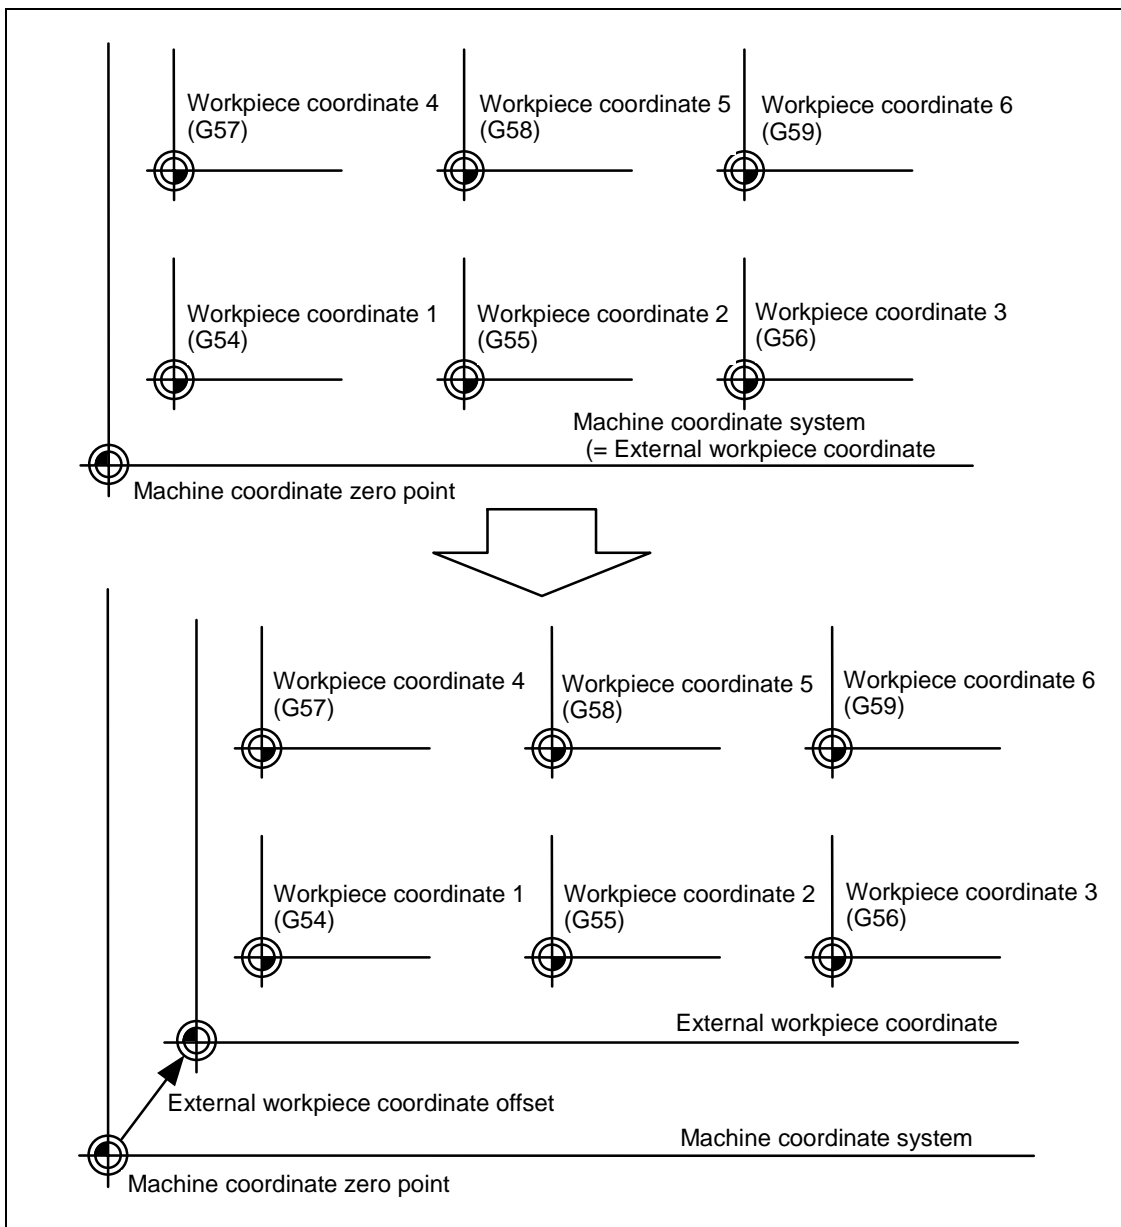 Workpiece coordinate 4
(G57)
Workpiece coordinate 5
(G58)
Workpiece coordinate 6
(G59)
Workpiece coordinate 1
(G54)
Workpiece coordinate 2
(G55)
Workpiece coordinate 3
(G56)
Machine coordinate system
(= External workpiece coordinate
Machine coordinate zero point
Workpiece coordinate 4
(G57)
Workpiece coordinate 5
(G58)
Workpiece coordinate 6
(G59)
Workpiece coordinate 1
(G54)
Workpiece coordinate 2
(G55)
Workpiece coordinate 3
(G56)
External workpiece coordinate
External workpiece coordinate offset
Machine coordinate system
Machine coordinate zero point